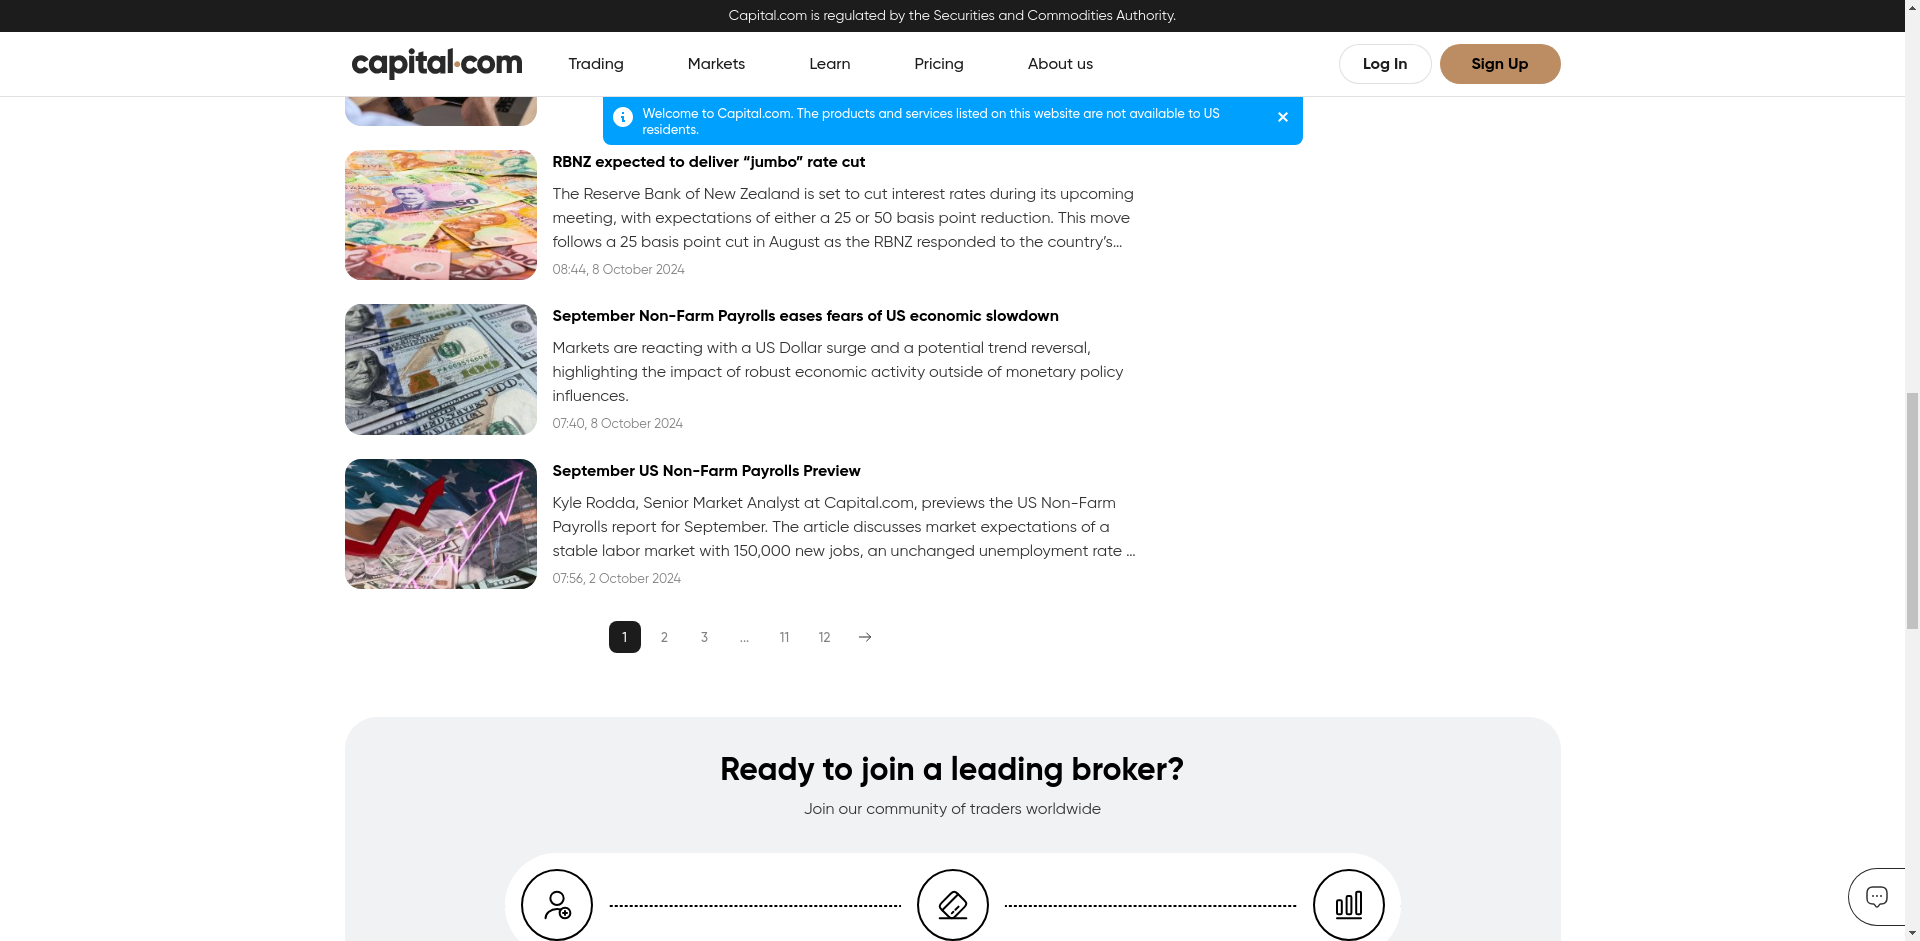 Capital.com is regulated by the Securities and Commodities Authority.
capital.com
Trading
Markets
Learn
Pricing
About us
Log In
Sign Up
Welcome to Capital.com. The products and services listed on this website are not available to US
residents.
RBNZ expected to deliver “jumbo” rate cut
The Reserve Bank of New Zealand is set to cut interest rates during its upcoming
meeting, with expectations of either a 25 or 50 basis point reduction. This move
follows a 25 basis point cut in August as the RBNZ responded to the country’s...
08:44, 8 October 2024
September Non-Farm Payrolls eases fears of US economic slowdown
Markets are reacting with a US Dollar surge and a potential trend reversal,
highlighting the impact of robust economic activity outside of monetary policy
influences.
07:40, 8 October 2024
September US Non-Farm Payrolls Preview
Kyle Rodda, Senior Market Analyst at Capital.com, previews the US Non-Farm
Payrolls report for September. The article discusses market expectations of a
stable labor market with 150,000 new jobs, an unchanged unemployment rate ...
07:56, 2 October 2024
1 2 3 ... 11 12
Ready to join a leading broker?
Join our community of traders worldwide